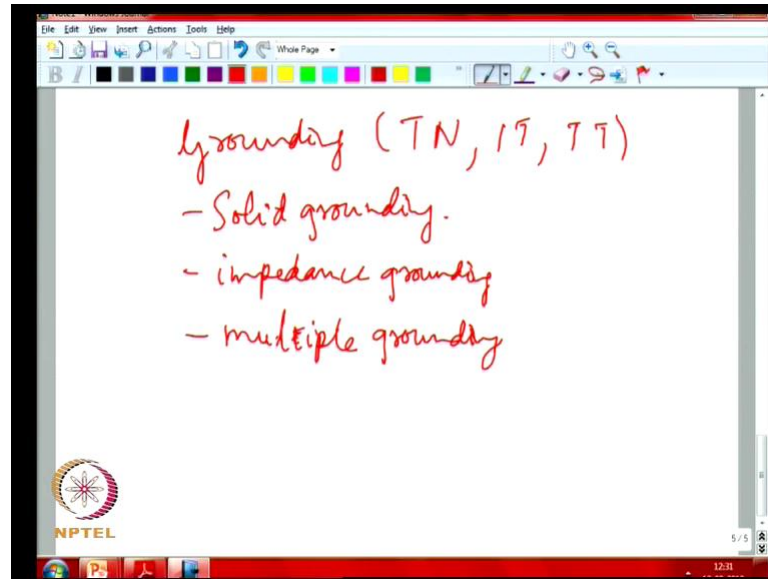 File Edit View Insert Actions Tools Help
Whole Page
B I
Grounding (TN, IT, TT)
- Solid grounding.
- impedance grounding
- multiple grounding
NPTEL
5/5
12:31